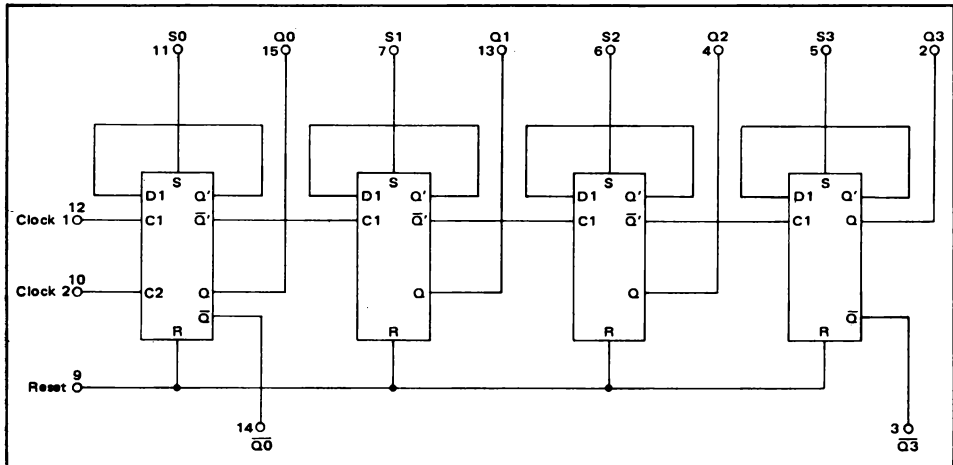 S0 Q0 S1 Q1 S2 Q2 S3 Q3
11 15 7 13 6 4 5 2
S S S S
D1 Q' D1 Q' D1 Q' D1 Q'
12
Clock 1 C1 Q̅' C1 Q̅' C1 Q̅' C1 Q
10
Clock 2 C2 Q Q Q
Q̅ Q̅
R R R R
9
Reset
14 3
Q̅0̅ Q̅3̅